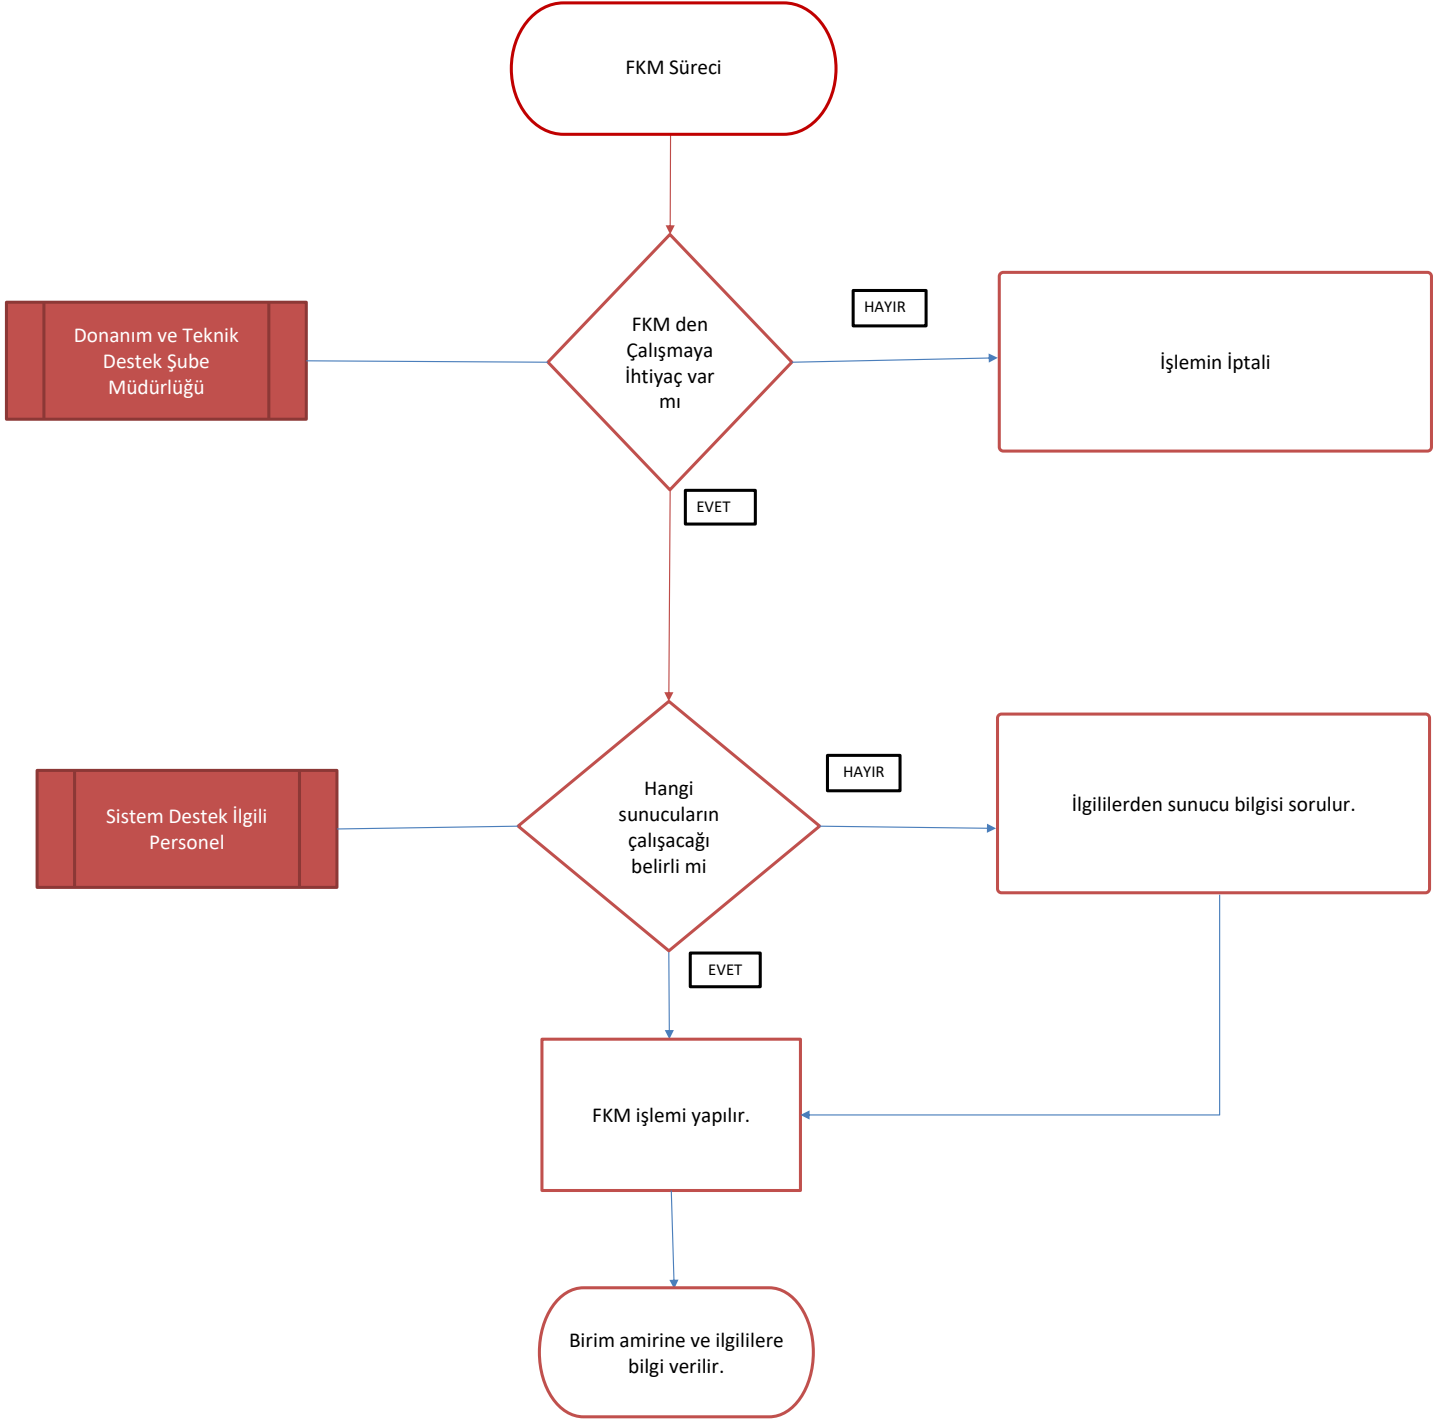 FKM Süreci
Donanım ve Teknik
Destek Şube
Müdürlüğü
FKM den
Çalışmaya
İhtiyaç var
mı
HAYIR
İşlemin İptali
EVET
Sistem Destek İlgili
Personel
Hangi
sunucuların
çalışacağı
belirli mi
HAYIR
İlgililerden sunucu bilgisi sorulur.
EVET
FKM işlemi yapılır.
Birim amirine ve ilgililere
bilgi verilir.